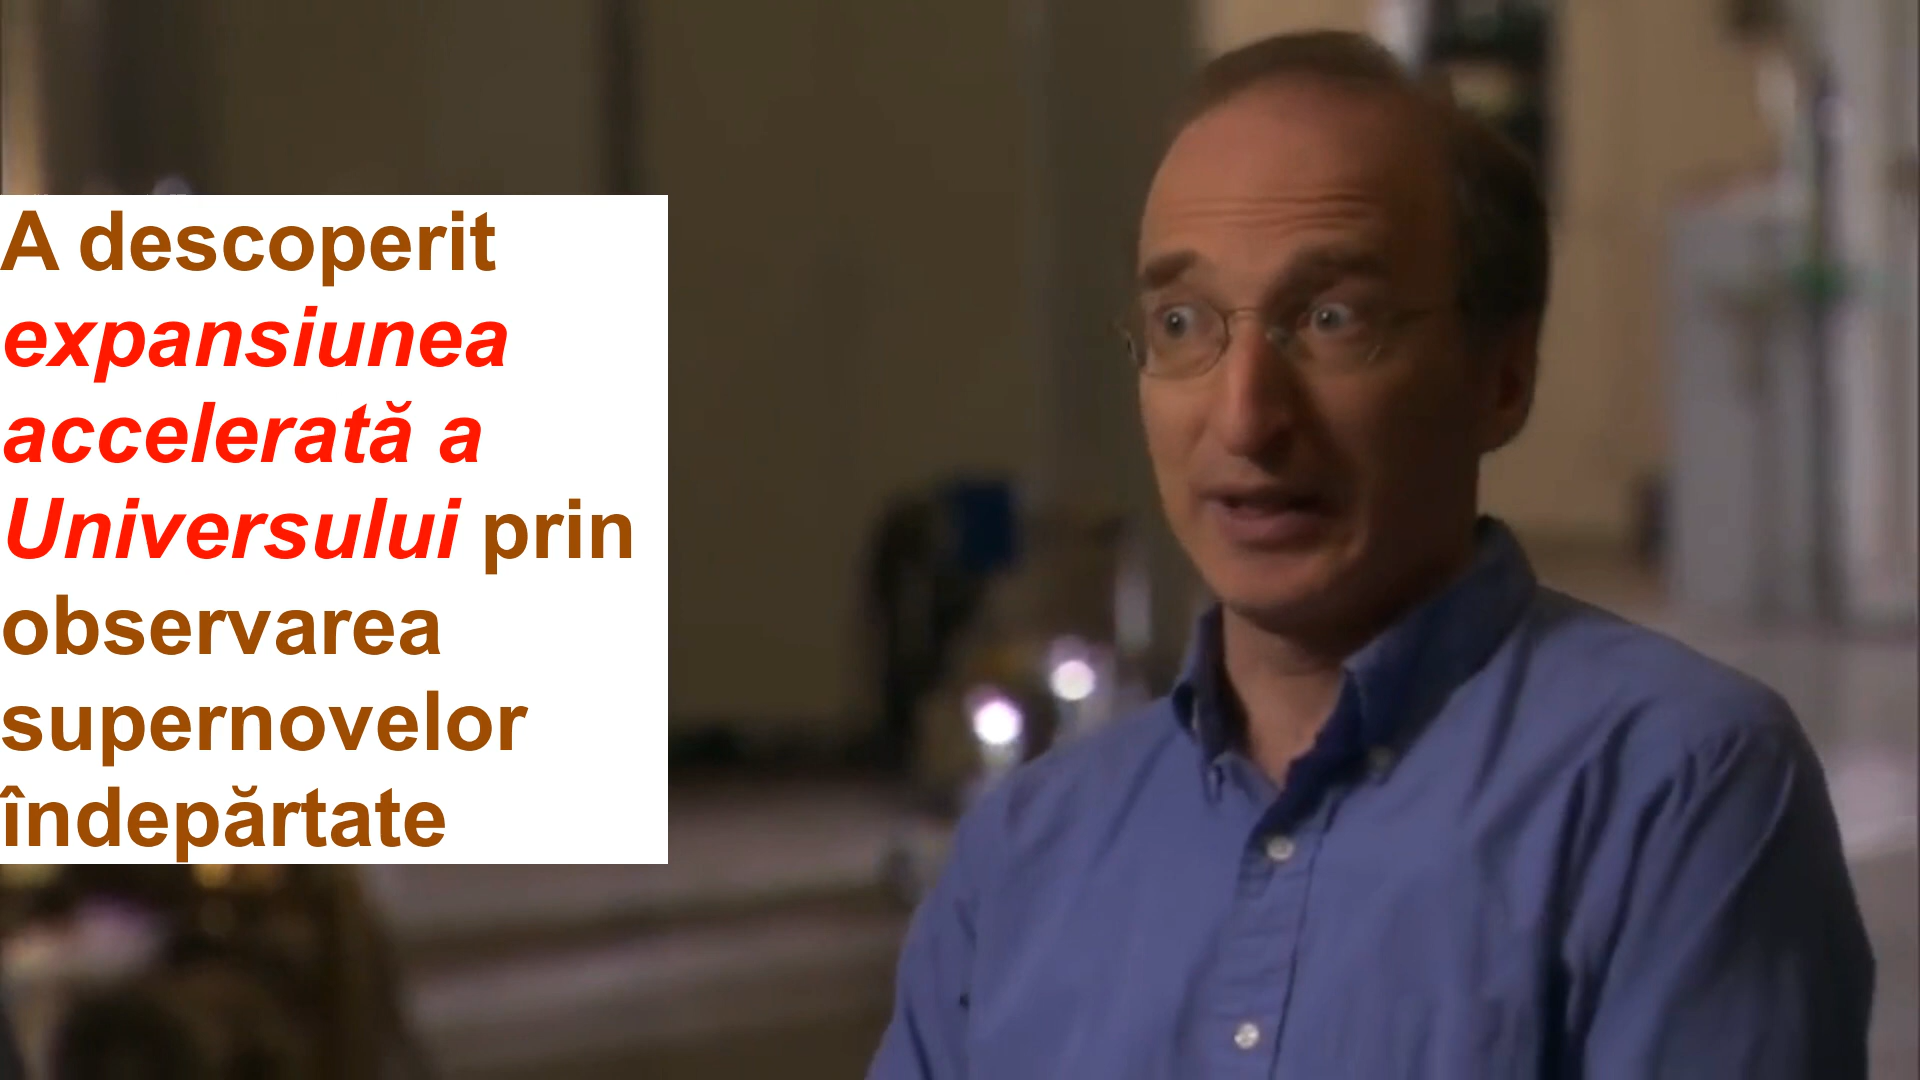 A descoperit
expansiunea
accelerată a
Universului prin
observarea
supernovelor
îndepărtate